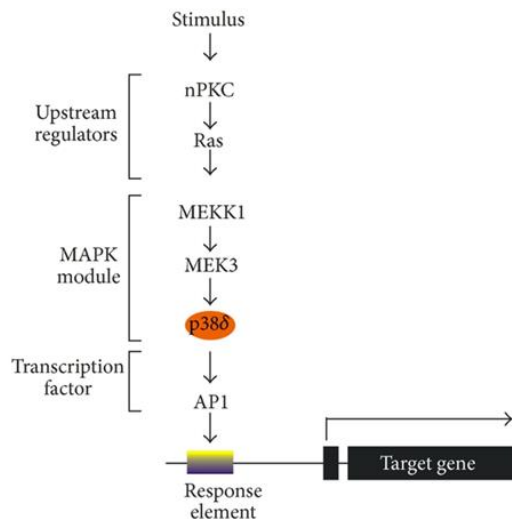 Stimulus
nPKC
Upstream
regulators
Ras
MEKK1
MAPK
module
MEK3
p38δ
Transcription
factor
AP1
Target gene
Response
element